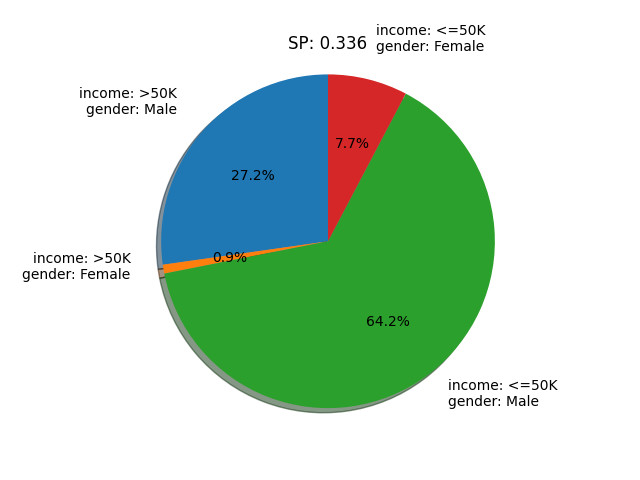 SP: 0.336
income: <=50K
gender: Female
income: >50K
gender: Male
7.7%
27.2%
income: >50K
gender: Female
0.9%
64.2%
income: <=50K
gender: Male